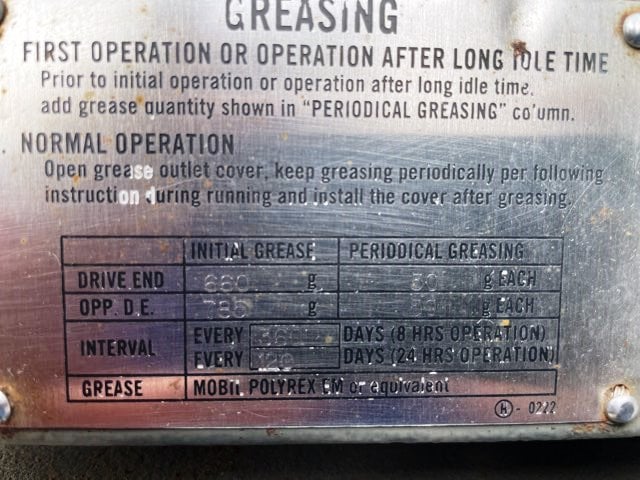 GREASING
FIRST OPERATION OR OPERATION AFTER LONG IDLE TIME
Prior to initial operation or operation after long idle time.
add grease quantity shown in "PERIODICAL GREASING" column.
NORMAL OPERATION
Open grease outlet cover, keep greasing periodically per following
instruction during running and install the cover after greasing.
INITIAL GREASE PERIODICAL GREASING
DRIVE END 660 g g EACH
OPP. D.E. 785 g g EACH
INTERVAL EVERY DAYS (8 HRS OPERATION)
EVERY 120 DAYS (24 HRS OPERATION)
GREASE MOBIL POLYREX EM or equivalent
H - 0222